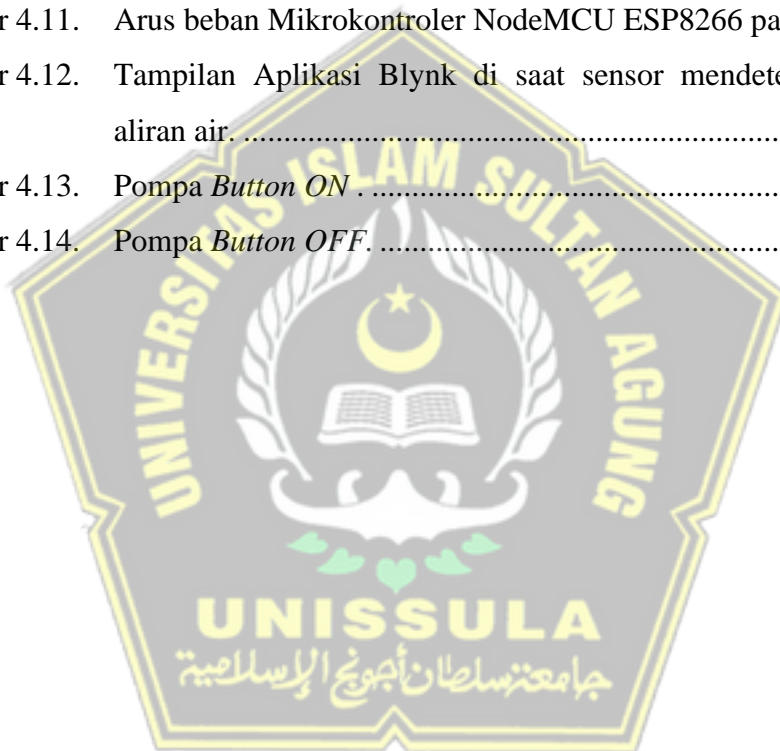 r 4.11. Arus beban Mikrokontroler NodeMCU ESP8266 pa
r 4.12. Tampilan Aplikasi Blynk di saat sensor mendete
aliran air. ......................................................................
r 4.13. Pompa Button ON . ....................................................
r 4.14. Pompa Button OFF. ...................................................
UNIVERSITAS ISLAM SULTAN AGUNG
UNISSULA
جامعة سلطان أجونج الإسلامية